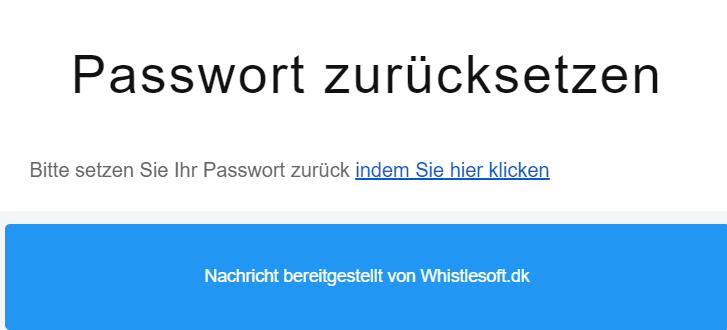 Passwort zurücksetzen
Bitte setzen Sie Ihr Passwort zurück indem Sie hier klicken
Nachricht bereitgestellt von Whistlesoft.dk